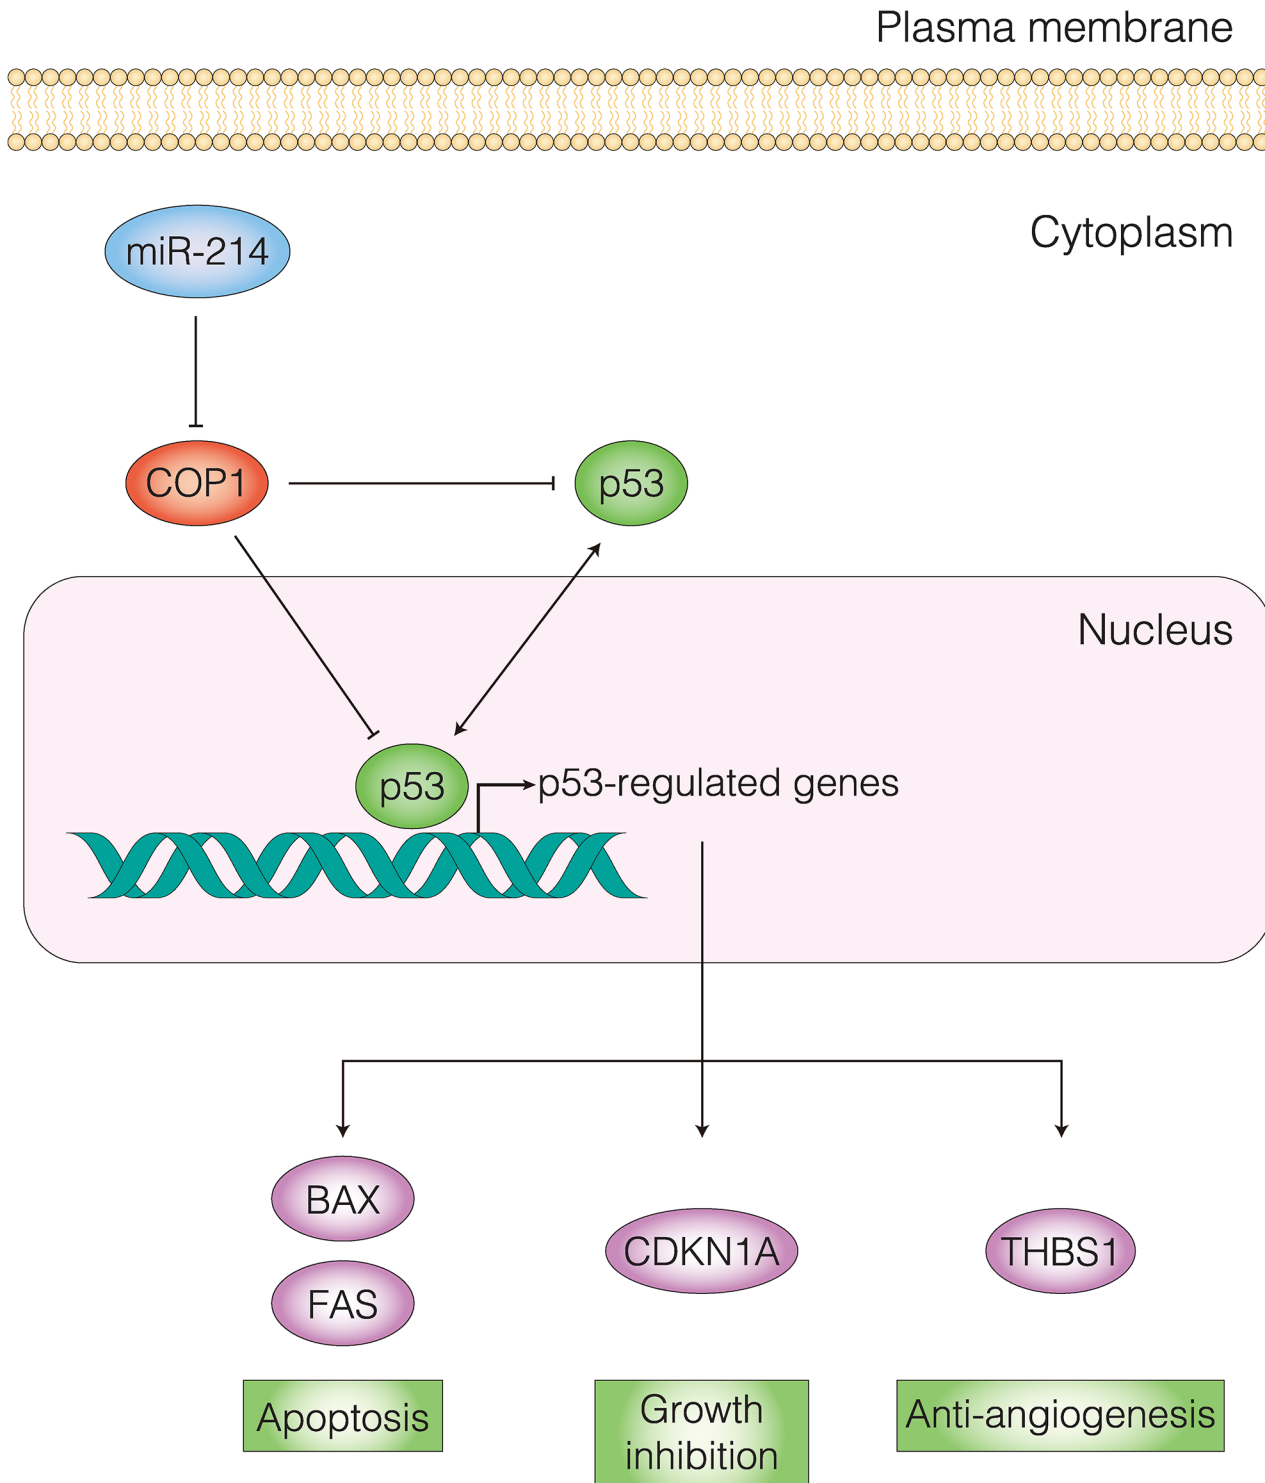 Plasma membrane
Cytoplasm
miR-214
COP1
p53
Nucleus
p53
p53-regulated genes
BAX
FAS
CDKN1A
THBS1
Apoptosis
Growth
inhibition
Anti-angiogenesis